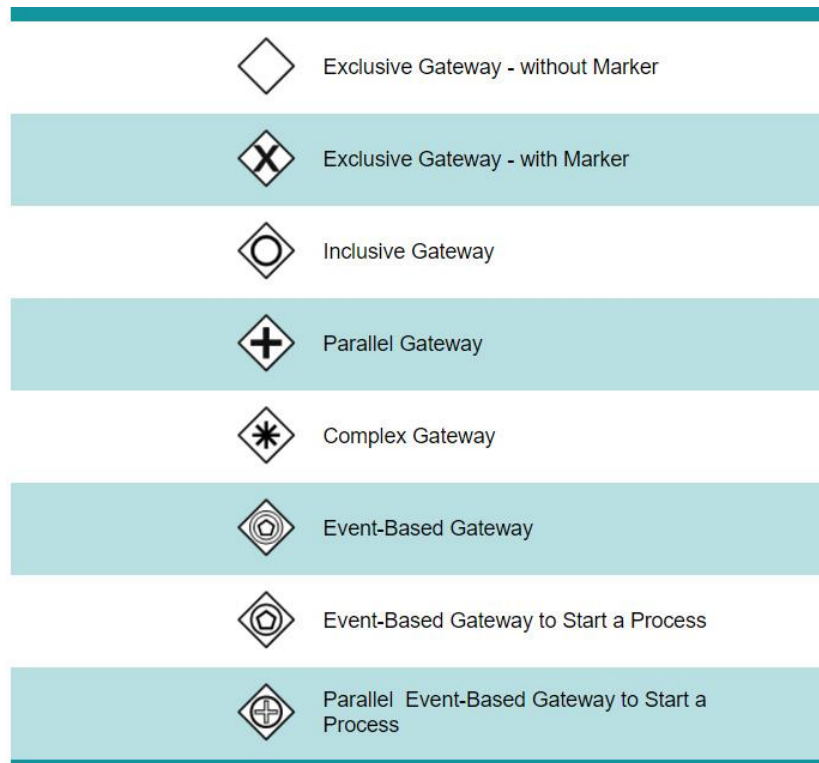 Exclusive Gateway - without Marker
X
Exclusive Gateway - with Marker
Inclusive Gateway
Parallel Gateway
Complex Gateway
Event-Based Gateway
Event-Based Gateway to Start a Process
Parallel Event-Based Gateway to Start a
Process